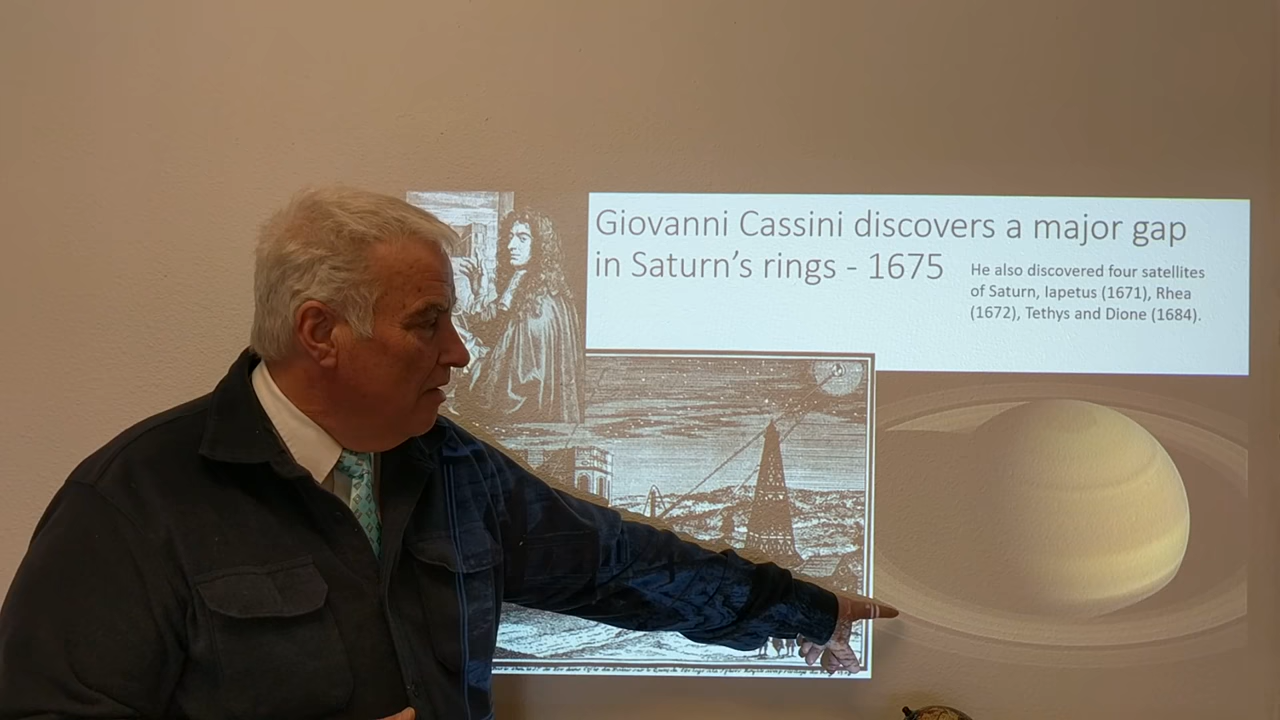 Giovanni Cassini discovers a major gap
in Saturn's rings - 1675
He also discovered four satellites
of Saturn, Iapetus (1671), Rhea
(1672), Tethys and Dione (1684).